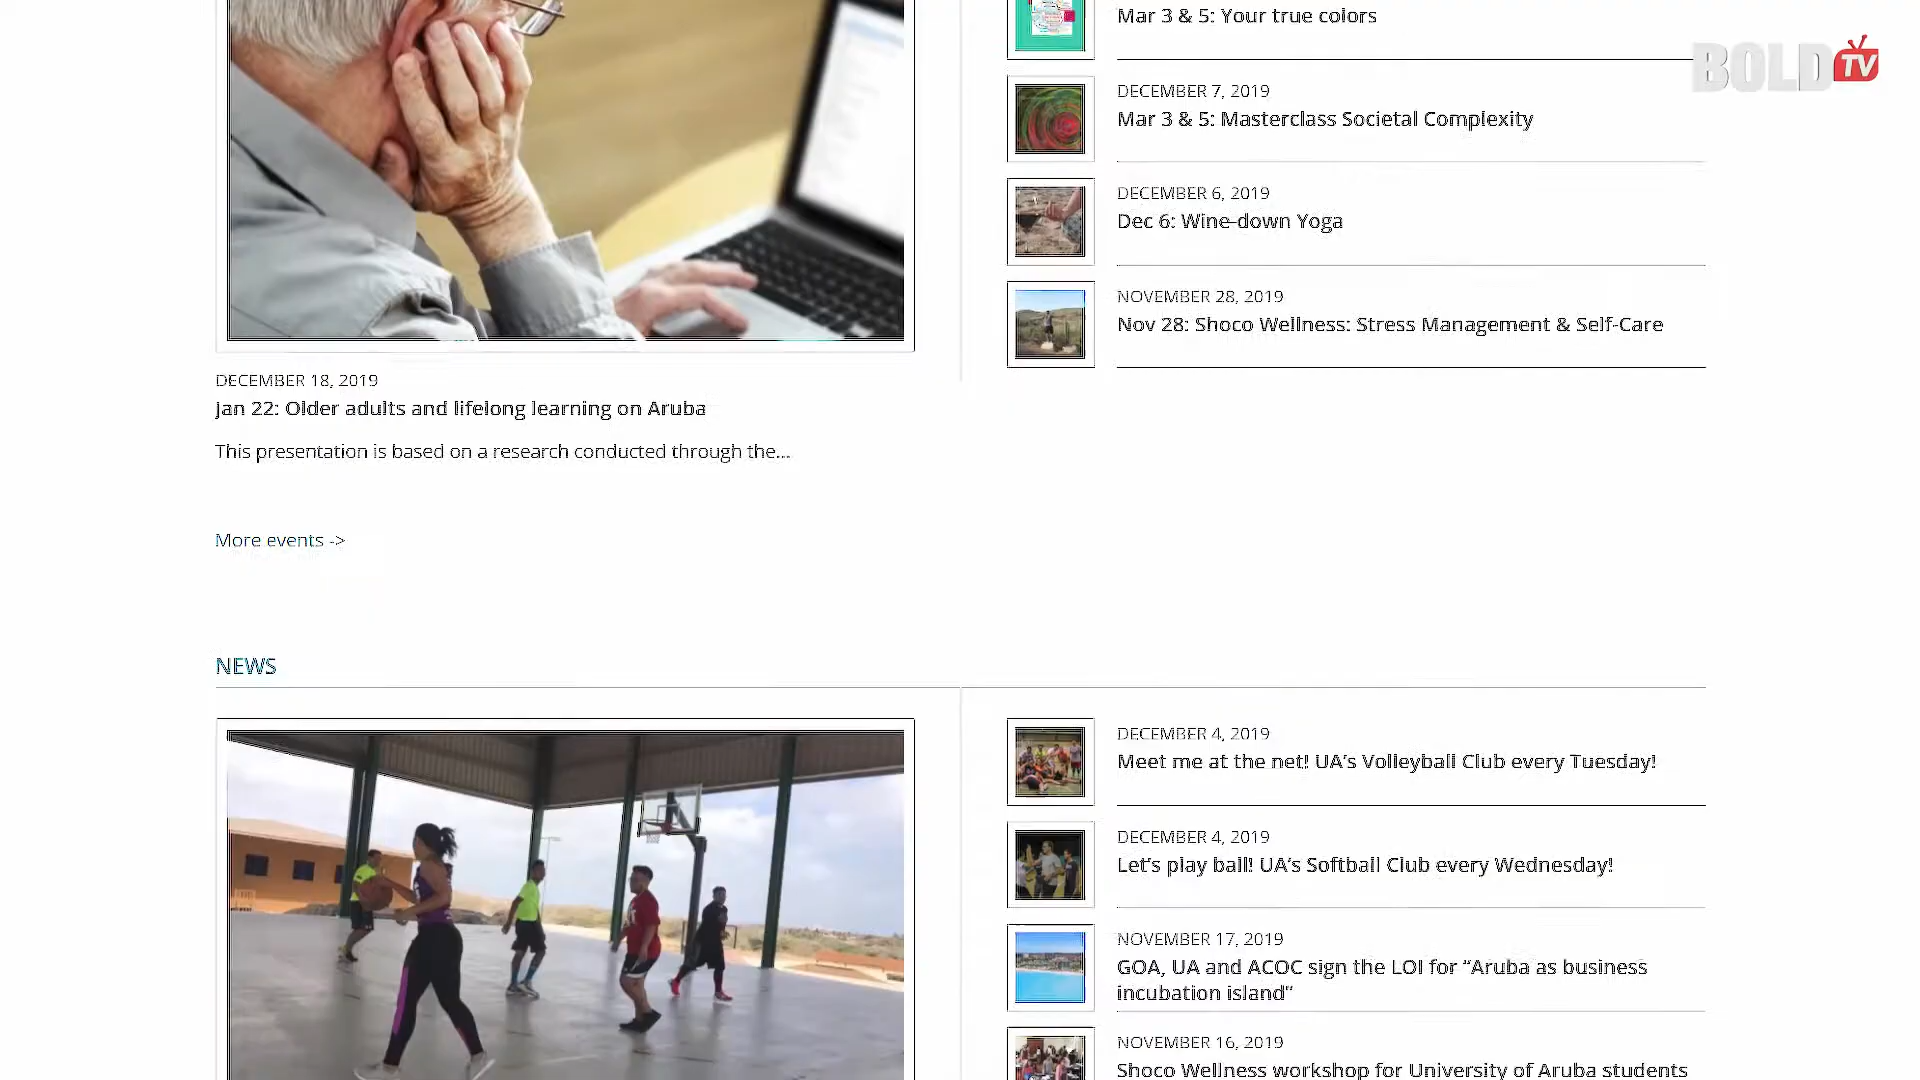 Mar 3 & 5: Your true colors
BOLD TV
DECEMBER 7, 2019
Mar 3 & 5: Masterclass Societal Complexity
DECEMBER 6, 2019
Dec 6: Wine-down Yoga
NOVEMBER 28, 2019
Nov 28: Shoco Wellness: Stress Management & Self-Care
DECEMBER 18, 2019
Jan 22: Older adults and lifelong learning on Aruba
This presentation is based on a research conducted through the...
More events ->
NEWS
DECEMBER 4, 2019
Meet me at the net! UA's Volleyball Club every Tuesday!
DECEMBER 4, 2019
Let's play ball! UA's Softball Club every Wednesday!
NOVEMBER 17, 2019
GOA, UA and ACOC sign the LOI for “Aruba as business
incubation island”
NOVEMBER 16, 2019
Shoco Wellness workshop for University of Aruba students